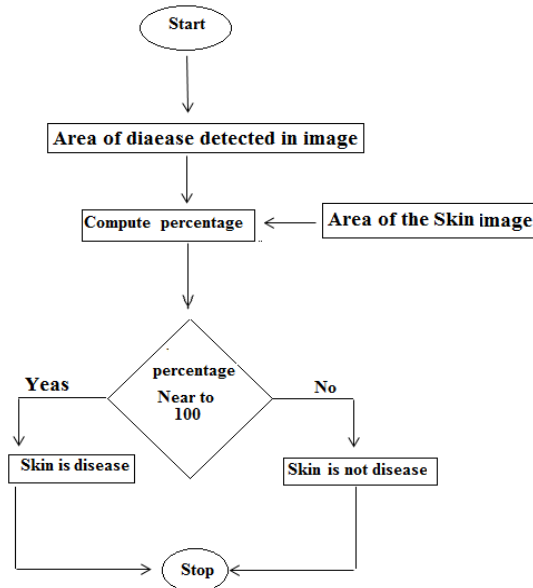 Start
Area of diaease detected in image
Compute percentage
Area of the Skin image
percentage
Near to
100
Yeas
No
Skin is disease
Skin is not disease
Stop